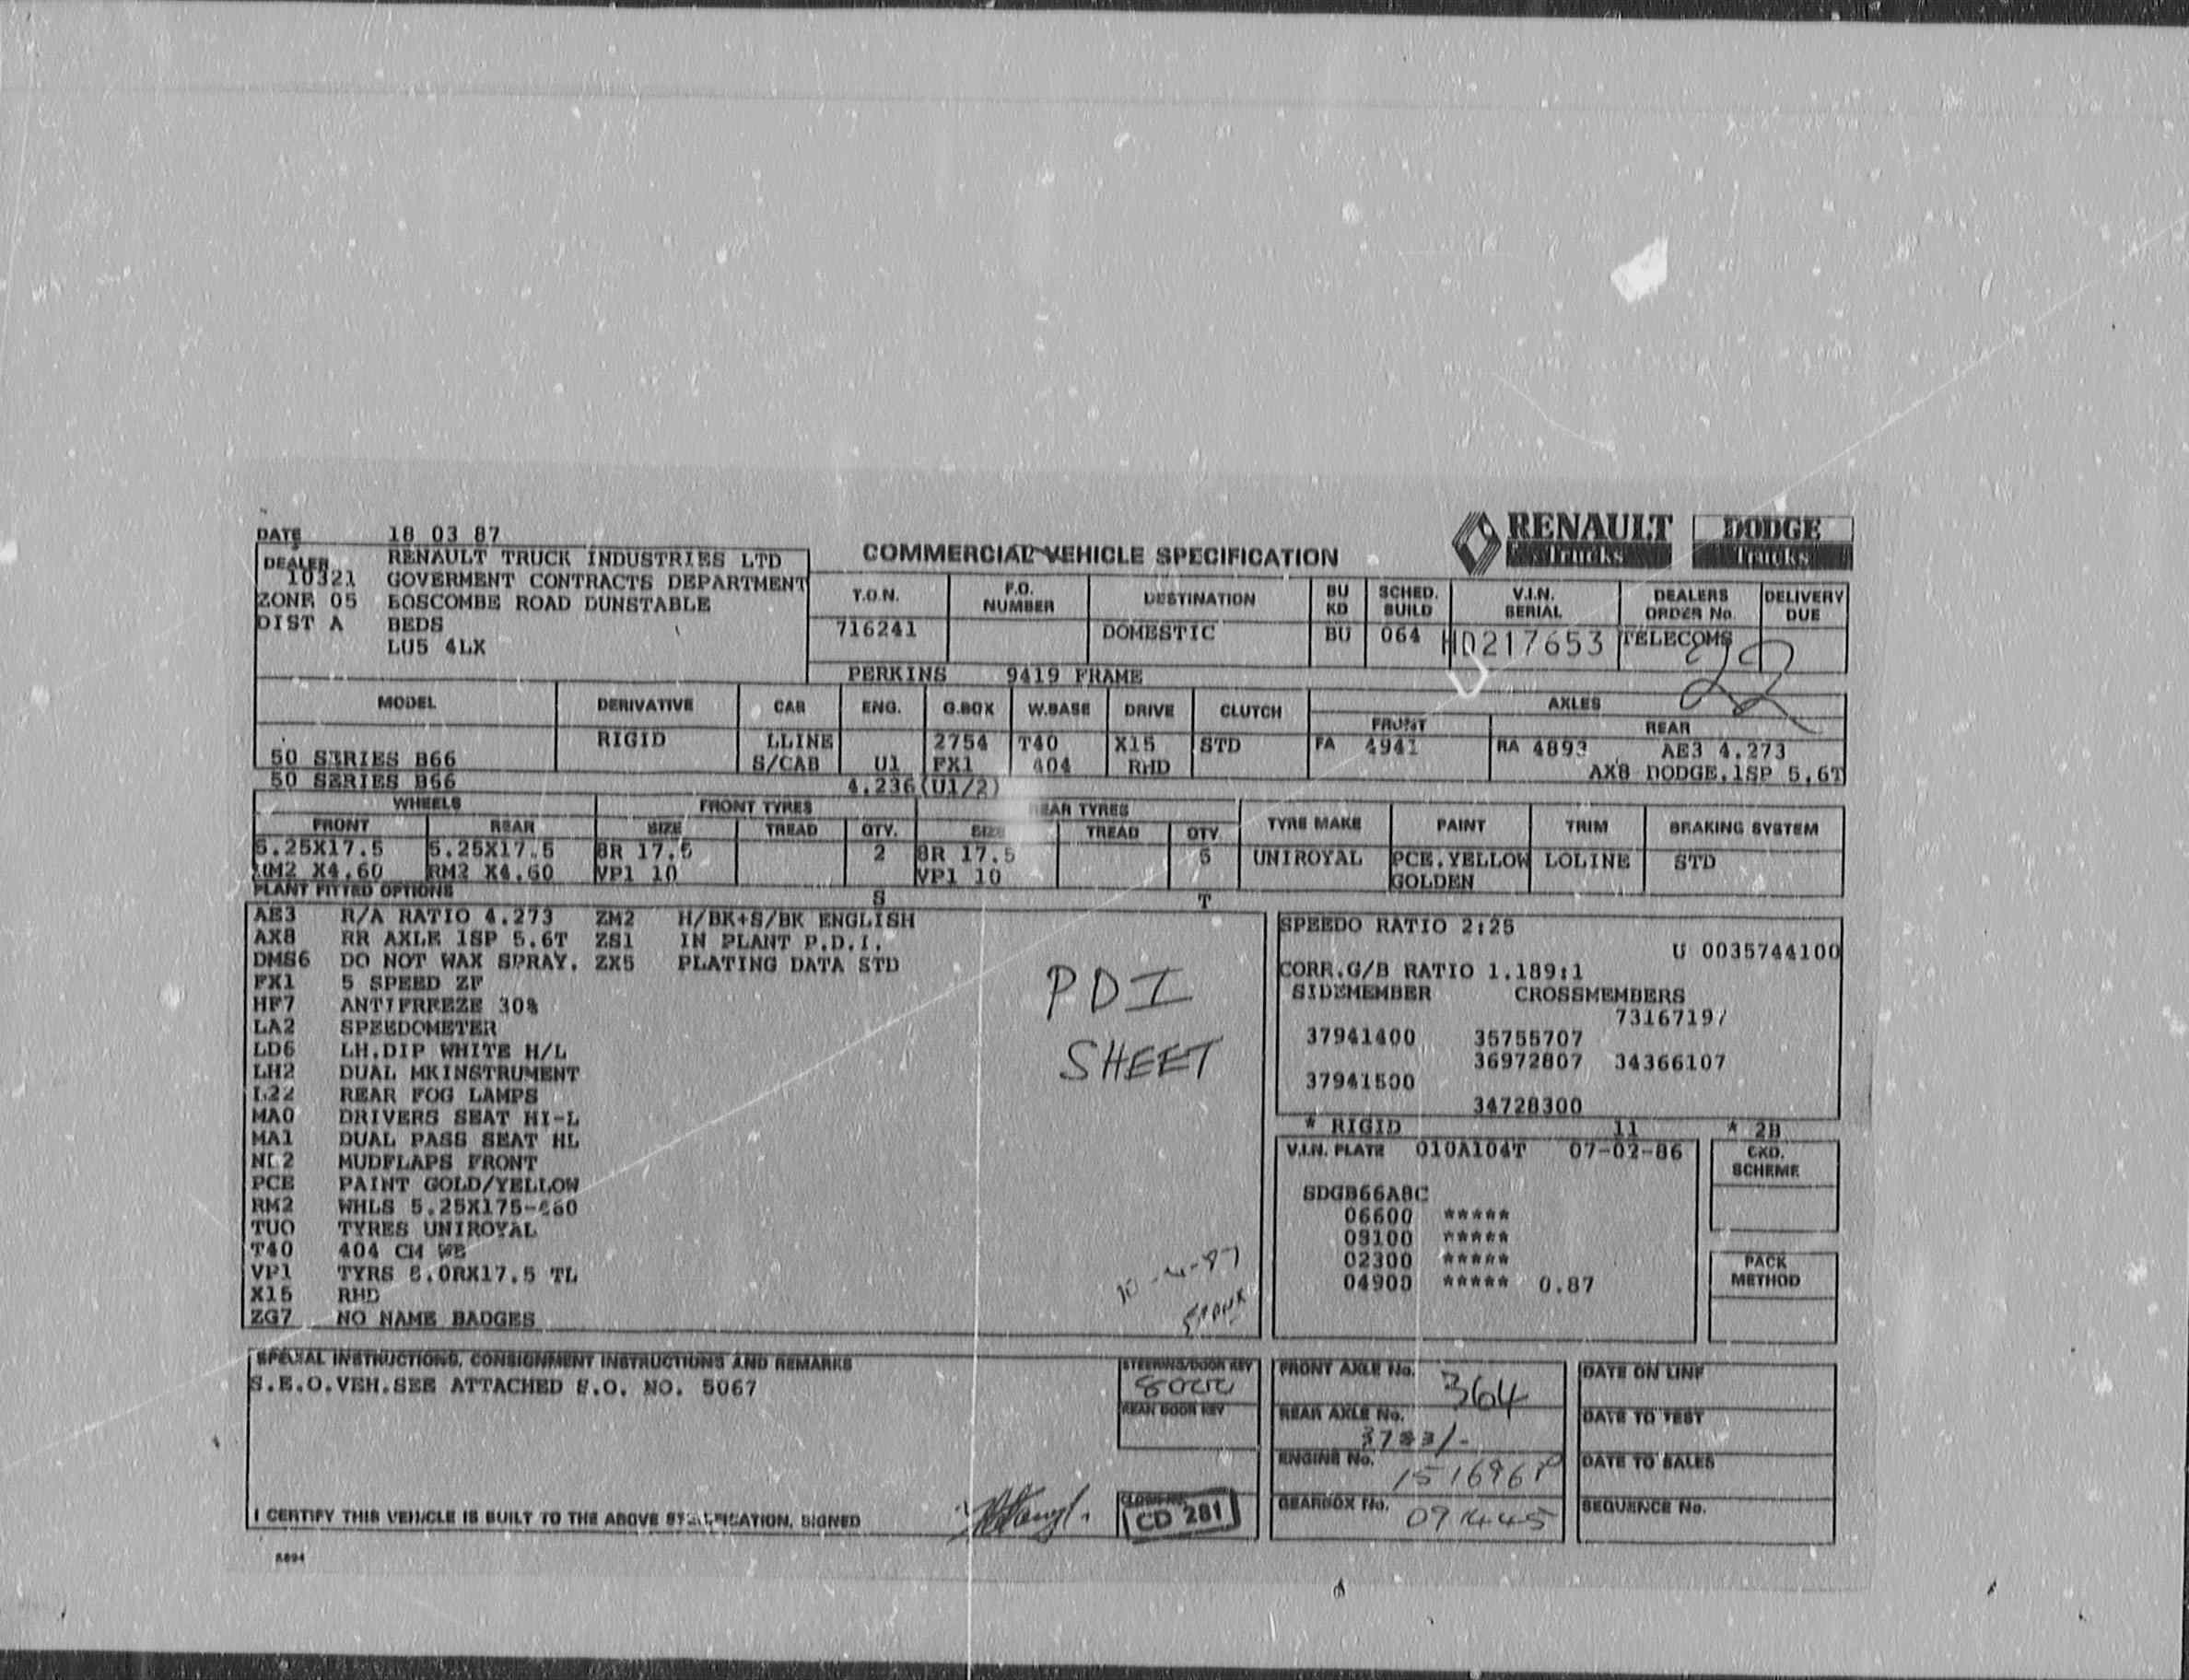 DATE 18 03 87
DEALER RENAULT TRUCK INDUSTRIES LTD
10321 GOVERMENT CONTRACTS DEPARTMENT
ZONE 05 BOSCOMBE ROAD DUNSTABLE
DIST A BEDS
LU5 4LX
COMMERCIAL VEHICLE SPECIFICATION
RENAULT Trucks DODGE Trucks
T.O.N. F.O. NUMBER DESTINATION BU KD SCHED. BUILD V.I.N. SERIAL DEALERS ORDER No. DELIVERY DUE
716241 DOMESTIC BU 064 HD217653 TELECOMS
22
PERKINS 9419 FRAME
MODEL DERIVATIVE CAB ENG. G.BOX W.BASE DRIVE CLUTCH AXLES
FRONT REAR
RIGID LLINE 2754 T40 X15 STD FA 4941 RA 4893 AE3 4.273
50 SERIES B66 S/CAB U1 FX1 404 RHD AX8 DODGE.1SP 5.6T
50 SERIES B66 4.236(U1/2)
WHEELS FRONT TYRES REAR TYRES TYRE MAKE PAINT TRIM BRAKING SYSTEM
FRONT REAR SIZE TREAD QTY. SIZE TREAD QTY
5.25X17.5 5.25X17.5 8R 17.5 2 8R 17.5 5 UNIROYAL PCE.YELLOW LOLINE STD
RM2 X4.60 RM2 X4.60 VP1 10 VP1 10 GOLDEN
PLANT FITTED OPTIONS S T
AE3 R/A RATIO 4.273 ZM2 H/BK+S/BK ENGLISH
AX8 RR AXLE 1SP 5.6T ZS1 IN PLANT P.D.I.
DMS6 DO NOT WAX SPRAY. ZX5 PLATING DATA STD
FX1 5 SPEED ZF
HF7 ANTIFREEZE 30%
LA2 SPEEDOMETER
LD6 LH.DIP WHITE H/L
LH2 DUAL MKINSTRUMENT
L22 REAR FOG LAMPS
MA0 DRIVERS SEAT HI-L
MA1 DUAL PASS SEAT HL
MUDFLAPS FRONT
PCE PAINT GOLD/YELLOW
RM2 WHLS 5.25X175-460
TUO TYRES UNIROYAL
T40 404 CM WB
VP1 TYRS 8.0RX17.5 TL
X15 RHD
ZG7 NO NAME BADGES
PDI
SHEET
10-4-87
SPEEDO RATIO 2:25
U 0035744100
CORR.G/B RATIO 1.189:1
SIDEMEMBER CROSSMEMBERS
73167197
37941400 35755707
36972807 34366107
37941500
34728300
* RIGID 11 * 2B
V.I.N. PLATE 010A104T 07-02-86
SDGB66A8C
06600 *****
*****
02300 *****
04900 ***** 0.87
CKD. SCHEME
PACK METHOD
SPECIAL INSTRUCTIONS, CONSIGNMENT INSTRUCTIONS AND REMARKS
S.E.O.VEH.SEE ATTACHED S.O. NO. 5067
STEERING/DOOR KEY
REAR DOOR KEY
CD 281
FRONT AXLE No. 364
REAR AXLE No.
ENGINE No. 151696P
GEARBOX No. 091445
DATE ON LINE
DATE TO TEST
DATE TO SALES
SEQUENCE No.
I CERTIFY THIS VEHICLE IS BUILT TO THE ABOVE SPECIFICATION, SIGNED